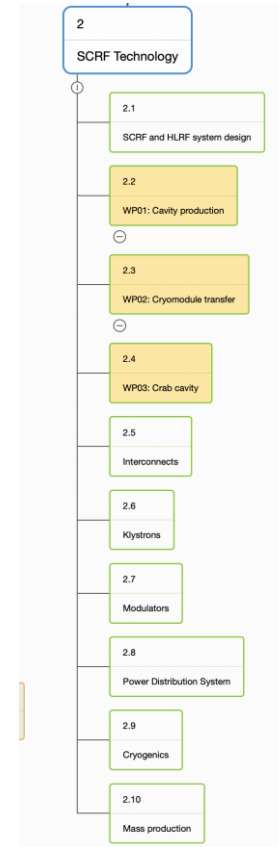 2
SCRF Technology
2.1
SCRF and HLRF system design
2.2
WP01: Cavity production
2.3
WP02: Cryomodule transfer
2.4
WP03: Crab cavity
2.5
Interconnects
2.6
Klystrons
2.7
Modulators
2.8
Power Distribution System
2.9
Cryogenics
2.10
Mass production